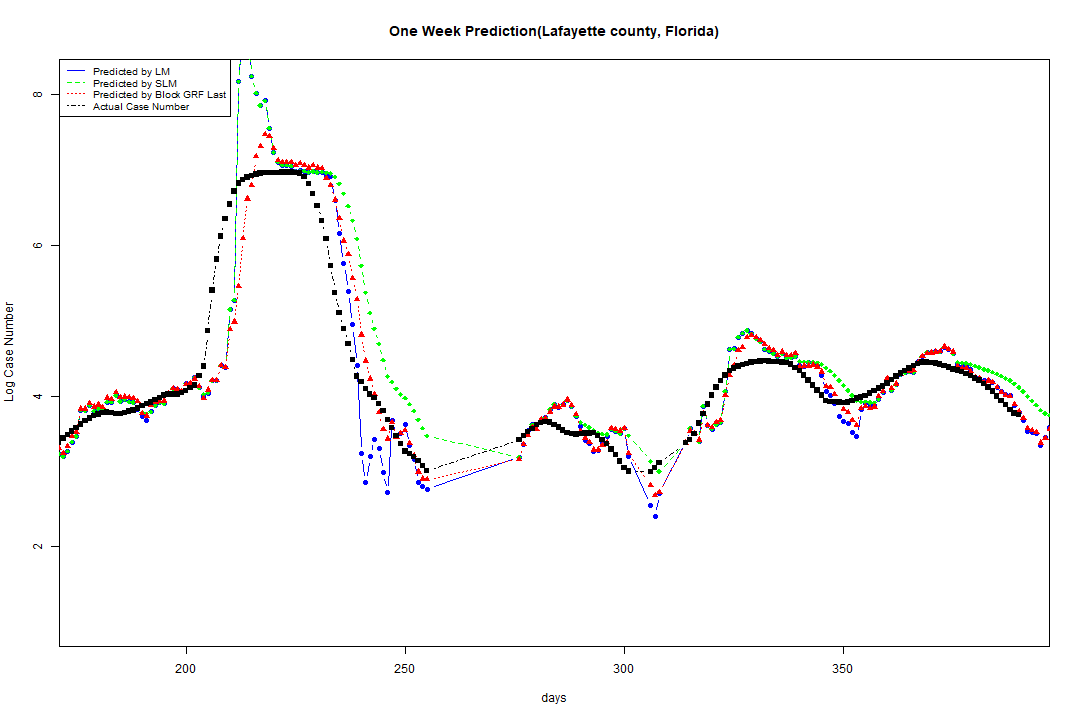 One Week Prediction(Lafayette county, Florida)
Predicted by LM
Predicted by SLM
Predicted by Block GRF Last
Actual Case Number
8
6
4
2
Log Case Number
200 250 300 350
days